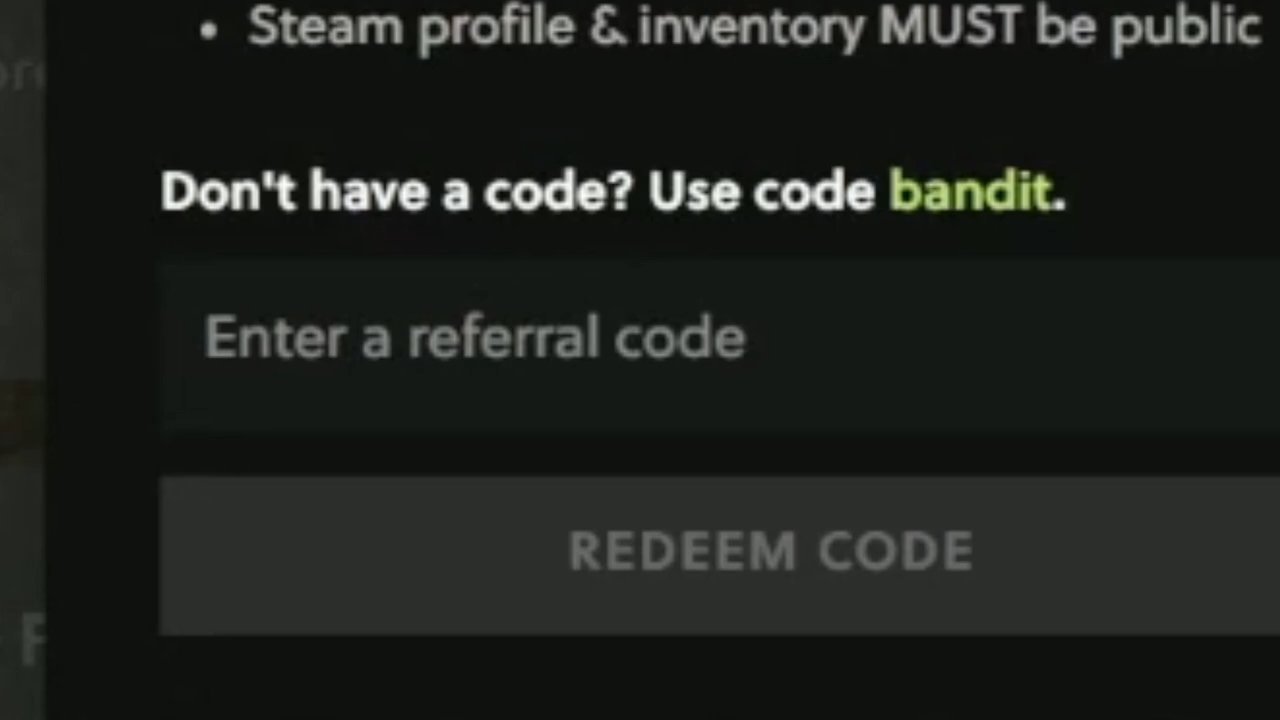 • Steam profile & inventory MUST be public
Don't have a code? Use code bandit.
Enter a referral code
REDEEM CODE